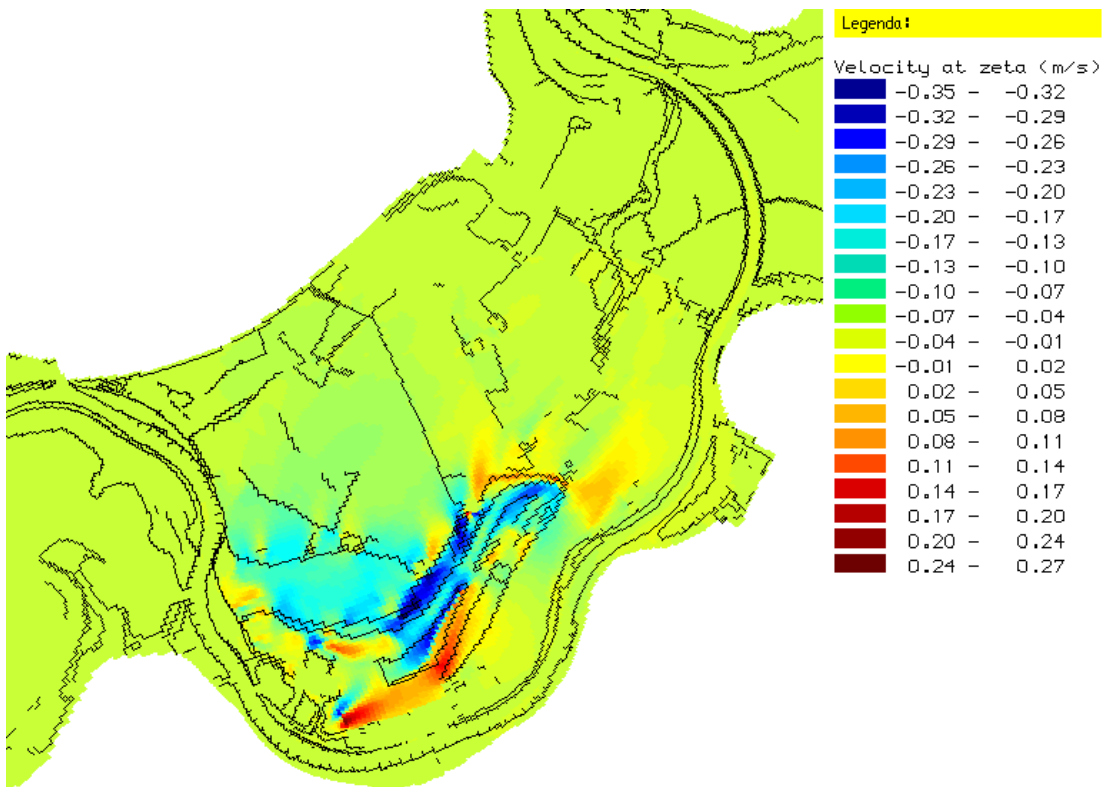 Legenda:
Velocity at zeta (m/s)
-0.35 - -0.32
-0.32 - -0.29
-0.29 - -0.26
-0.26 - -0.23
-0.23 - -0.20
-0.20 - -0.17
-0.17 - -0.13
-0.13 - -0.10
-0.10 - -0.07
-0.07 - -0.04
-0.04 - -0.01
-0.01 - 0.02
0.02 - 0.05
0.05 - 0.08
0.08 - 0.11
0.11 - 0.14
0.14 - 0.17
0.17 - 0.20
0.20 - 0.24
0.24 - 0.27